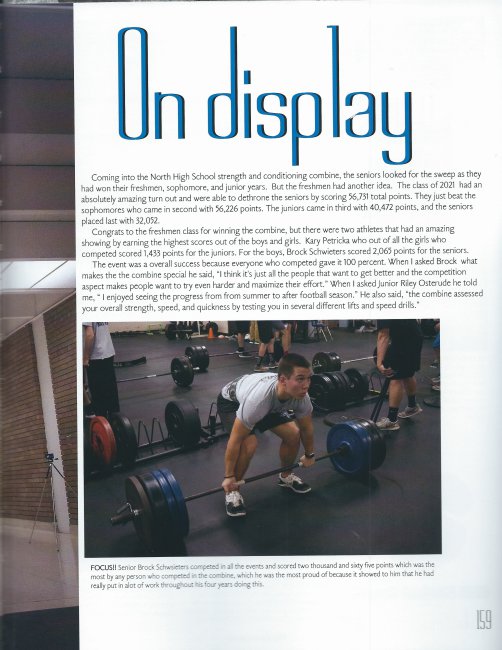 On display
Coming into the North High School strength and conditioning combine, the seniors looked for the sweep as they
had won their freshmen, sophomore, and junior years. But the freshmen had another idea. The class of 2021 had an
absolutely amazing turn out and were able to dethrone the seniors by scoring 56,731 total points. They just beat the
sophomores who came in second with 56,226 points. The juniors came in third with 40,472 points, and the seniors
placed last with 32,052.
Congrats to the freshmen class for winning the combine, but there were two athletes that had an amazing
showing by earning the highest scores out of the boys and girls. Kary Petricka who out of all the girls who
competed scored 1,433 points for the juniors. For the boys, Brock Schwieters scored 2,065 points for the seniors.
The event was a overall success because everyone who competed gave it 100 percent. When I asked Brock what
makes the the combine special he said, "I think it's just all the people that want to get better and the competition
aspect makes people want to try even harder and maximize their effort." When I asked Junior Riley Osterude he told
me, " I enjoyed seeing the progress from from summer to after football season." He also said, "the combine assessed
your overall strength, speed, and quickness by testing you in several different lifts and speed drills."
FOCUS!! Senior Brock Schwieters competed in all the events and scored two thousand and sixty five points which was the
most by any person who competed in the combine, which he was the most proud of because it showed to him that he had
really put in alot of work throughout his four years doing this.
159